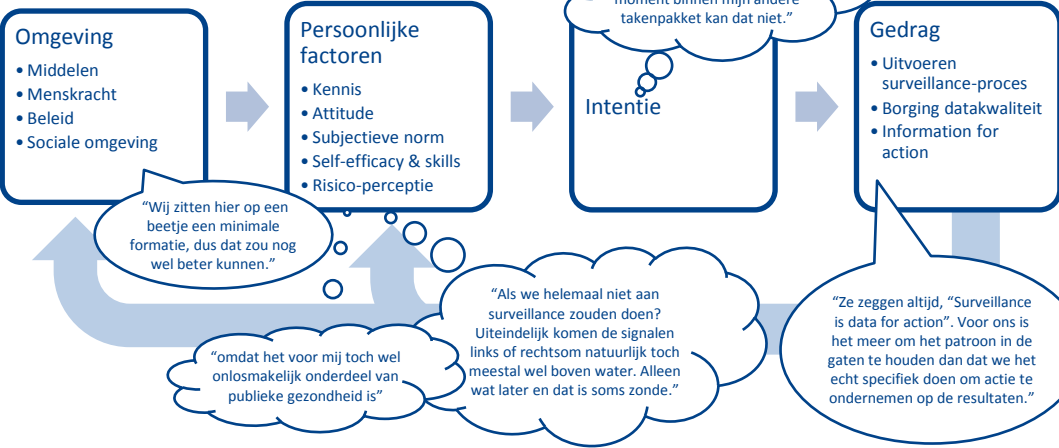 moment binnen mijn andere
takenpakket kan dat niet.”
Omgeving
• Middelen
• Menskracht
• Beleid
• Sociale omgeving
Persoonlijke
factoren
• Kennis
• Attitude
• Subjectieve norm
• Self-efficacy & skills
• Risico-perceptie
Intentie
Gedrag
• Uitvoeren
surveillance-proces
• Borging datakwaliteit
• Information for
action
“Wij zitten hier op een
beetje een minimale
formatie, dus dat zou nog
wel beter kunnen.”
“omdat het voor mij toch wel
onlosmakelijk onderdeel van
publieke gezondheid is”
“Als we helemaal niet aan
surveillance zouden doen?
Uiteindelijk komen de signalen
links of rechtsom natuurlijk toch
meestal wel boven water. Alleen
wat later en dat is soms zonde.”
“Ze zeggen altijd, “Surveillance
is data for action”. Voor ons is
het meer om het patroon in de
gaten te houden dan dat we het
echt specifiek doen om actie te
ondernemen op de resultaten.”